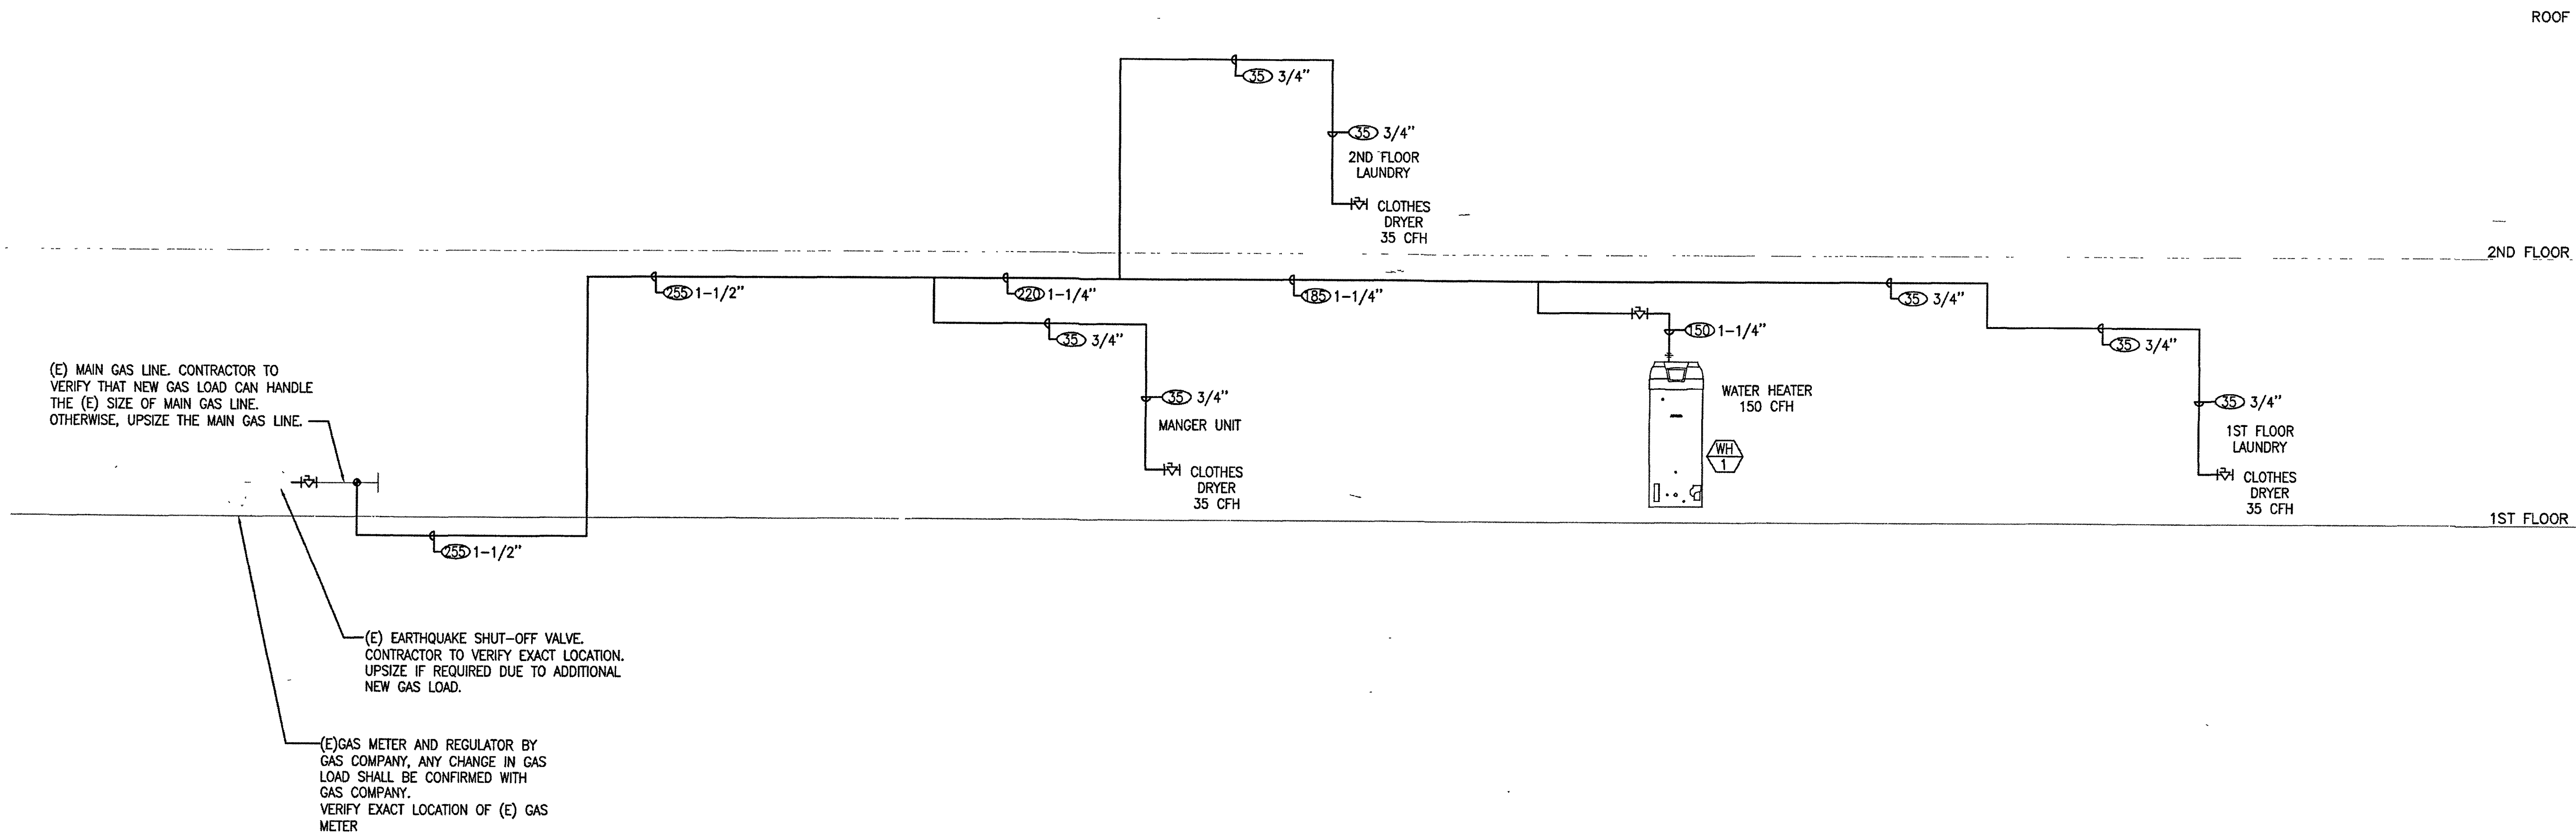 ROOF
35 3/4"
35 3/4"
2ND FLOOR
LAUNDRY
CLOTHES
DRYER
35 CFH
2ND FLOOR
255 1-1/2"
220 1-1/4"
185 1-1/4"
35 3/4"
35 3/4"
150 1-1/4"
35 3/4"
(E) MAIN GAS LINE. CONTRACTOR TO
VERIFY THAT NEW GAS LOAD CAN HANDLE
THE (E) SIZE OF MAIN GAS LINE.
OTHERWISE, UPSIZE THE MAIN GAS LINE.
35 3/4"
MANGER UNIT
CLOTHES
DRYER
35 CFH
WATER HEATER
150 CFH
WH
1
35 3/4"
1ST FLOOR
LAUNDRY
CLOTHES
DRYER
35 CFH
1ST FLOOR
255 1-1/2"
(E) EARTHQUAKE SHUT-OFF VALVE.
CONTRACTOR TO VERIFY EXACT LOCATION.
UPSIZE IF REQUIRED DUE TO ADDITIONAL
NEW GAS LOAD.
(E)GAS METER AND REGULATOR BY
GAS COMPANY, ANY CHANGE IN GAS
LOAD SHALL BE CONFIRMED WITH
GAS COMPANY.
VERIFY EXACT LOCATION OF (E) GAS
METER